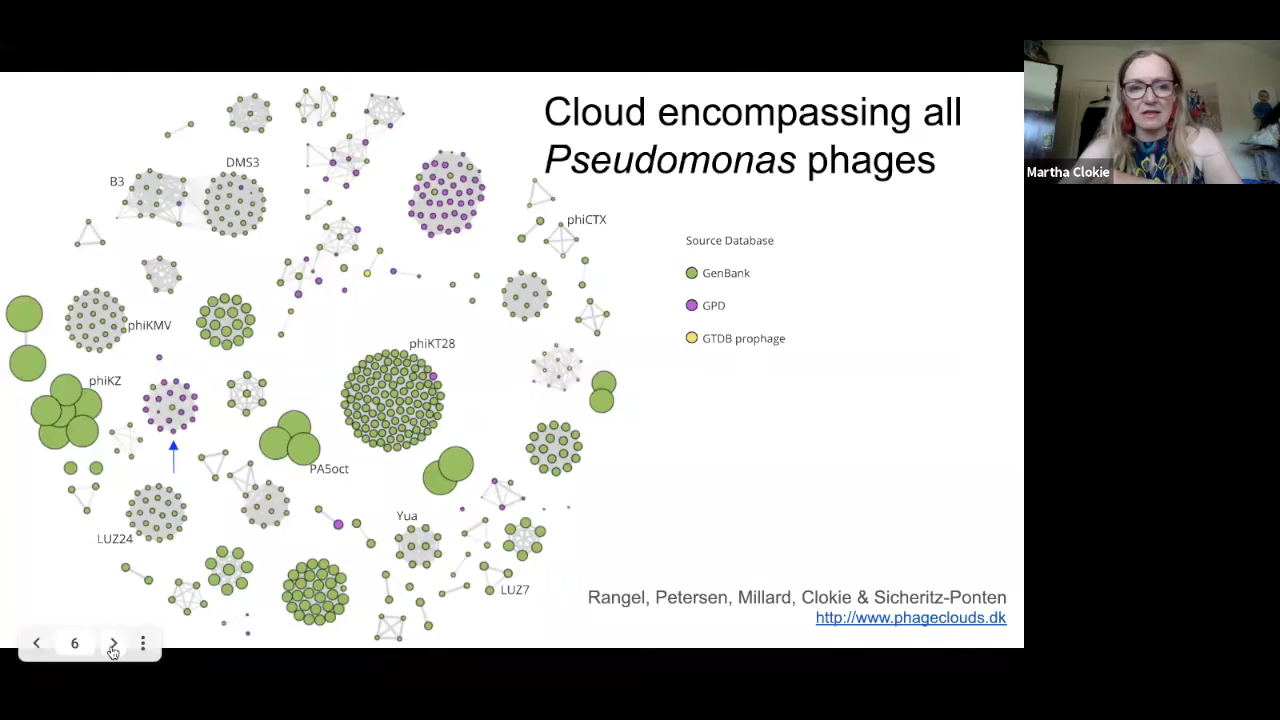 Cloud encompassing all
Pseudomonas phages
Martha Clokie
DMS3
B3
phiCTX
Source Database
GenBank
GPD
GTDB prophage
phiKMV
phiKT28
phiKZ
PA5oct
LUZ24
Yua
LUZ7
Rangel, Petersen, Millard, Clokie & Sicheritz-Ponten
http://www.phageclouds.dk
6